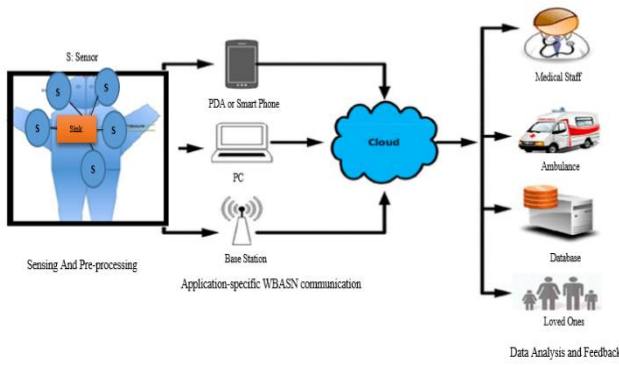 S: Sensor
S
S
S
S
S
Sink
PDA or Smart Phone
PC
Base Station
Cloud
Medical Staff
Ambulance
Database
Loved Ones
Sensing And Pre-processing
Application-specific WBASN communication
Data Analysis and Feedback